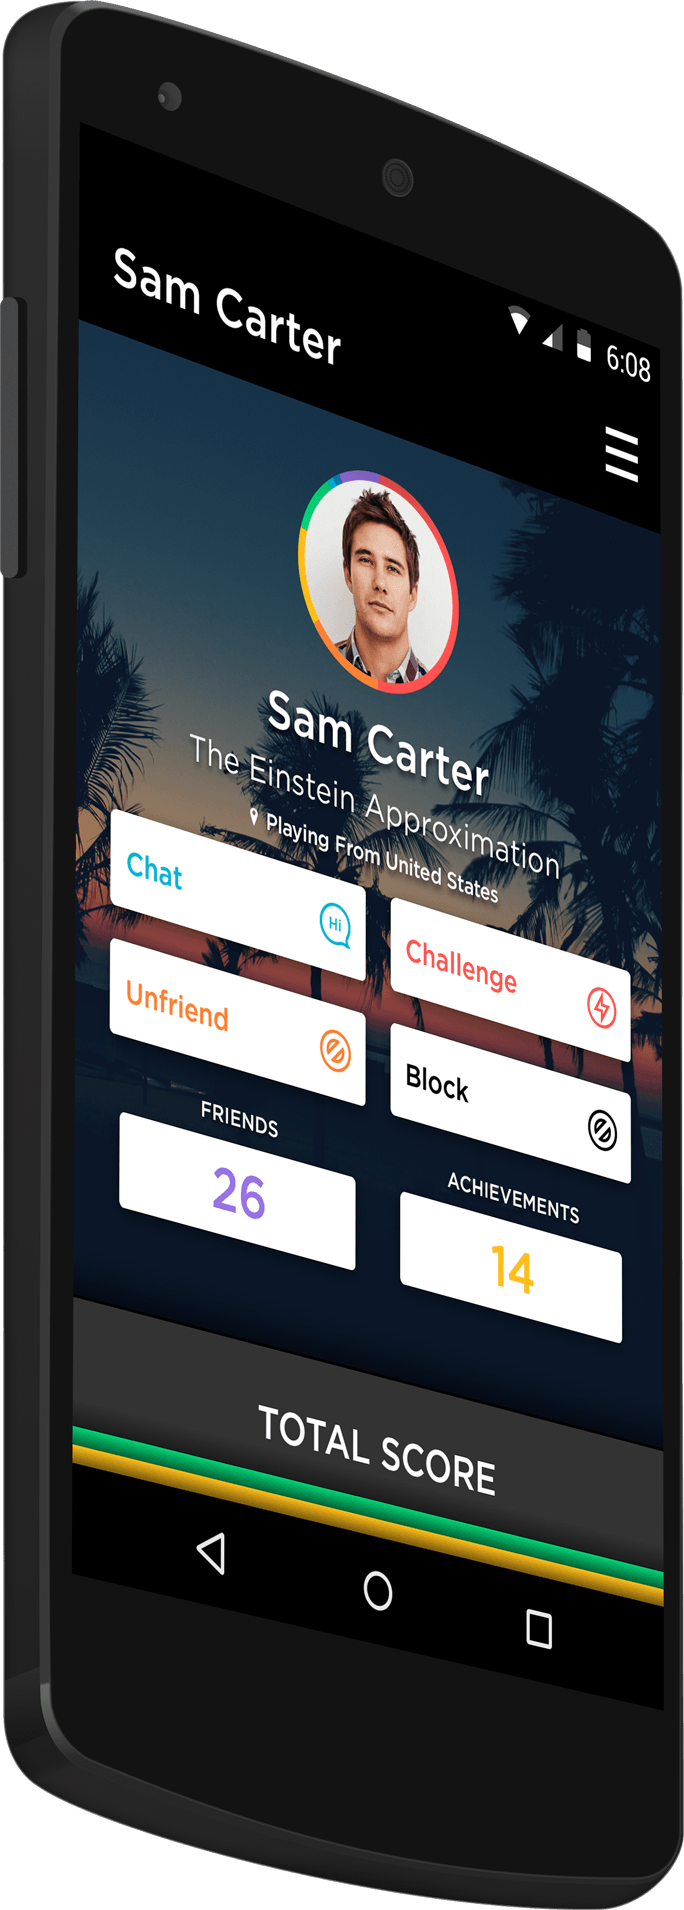 Sam Carter
6:08
Sam Carter
The Einstein Approximation
Playing From United States
Chat
Hi
Challenge
Unfriend
Block
FRIENDS
26
ACHIEVEMENTS
14
TOTAL SCORE